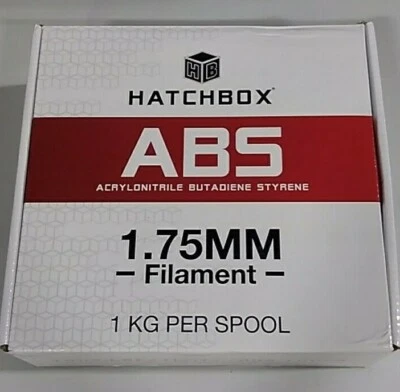 HB
HATCHBOX
ABS
ACRYLONITRILE BUTADIENE STYRENE
1.75MM
– Filament –
1 KG PER SPOOL